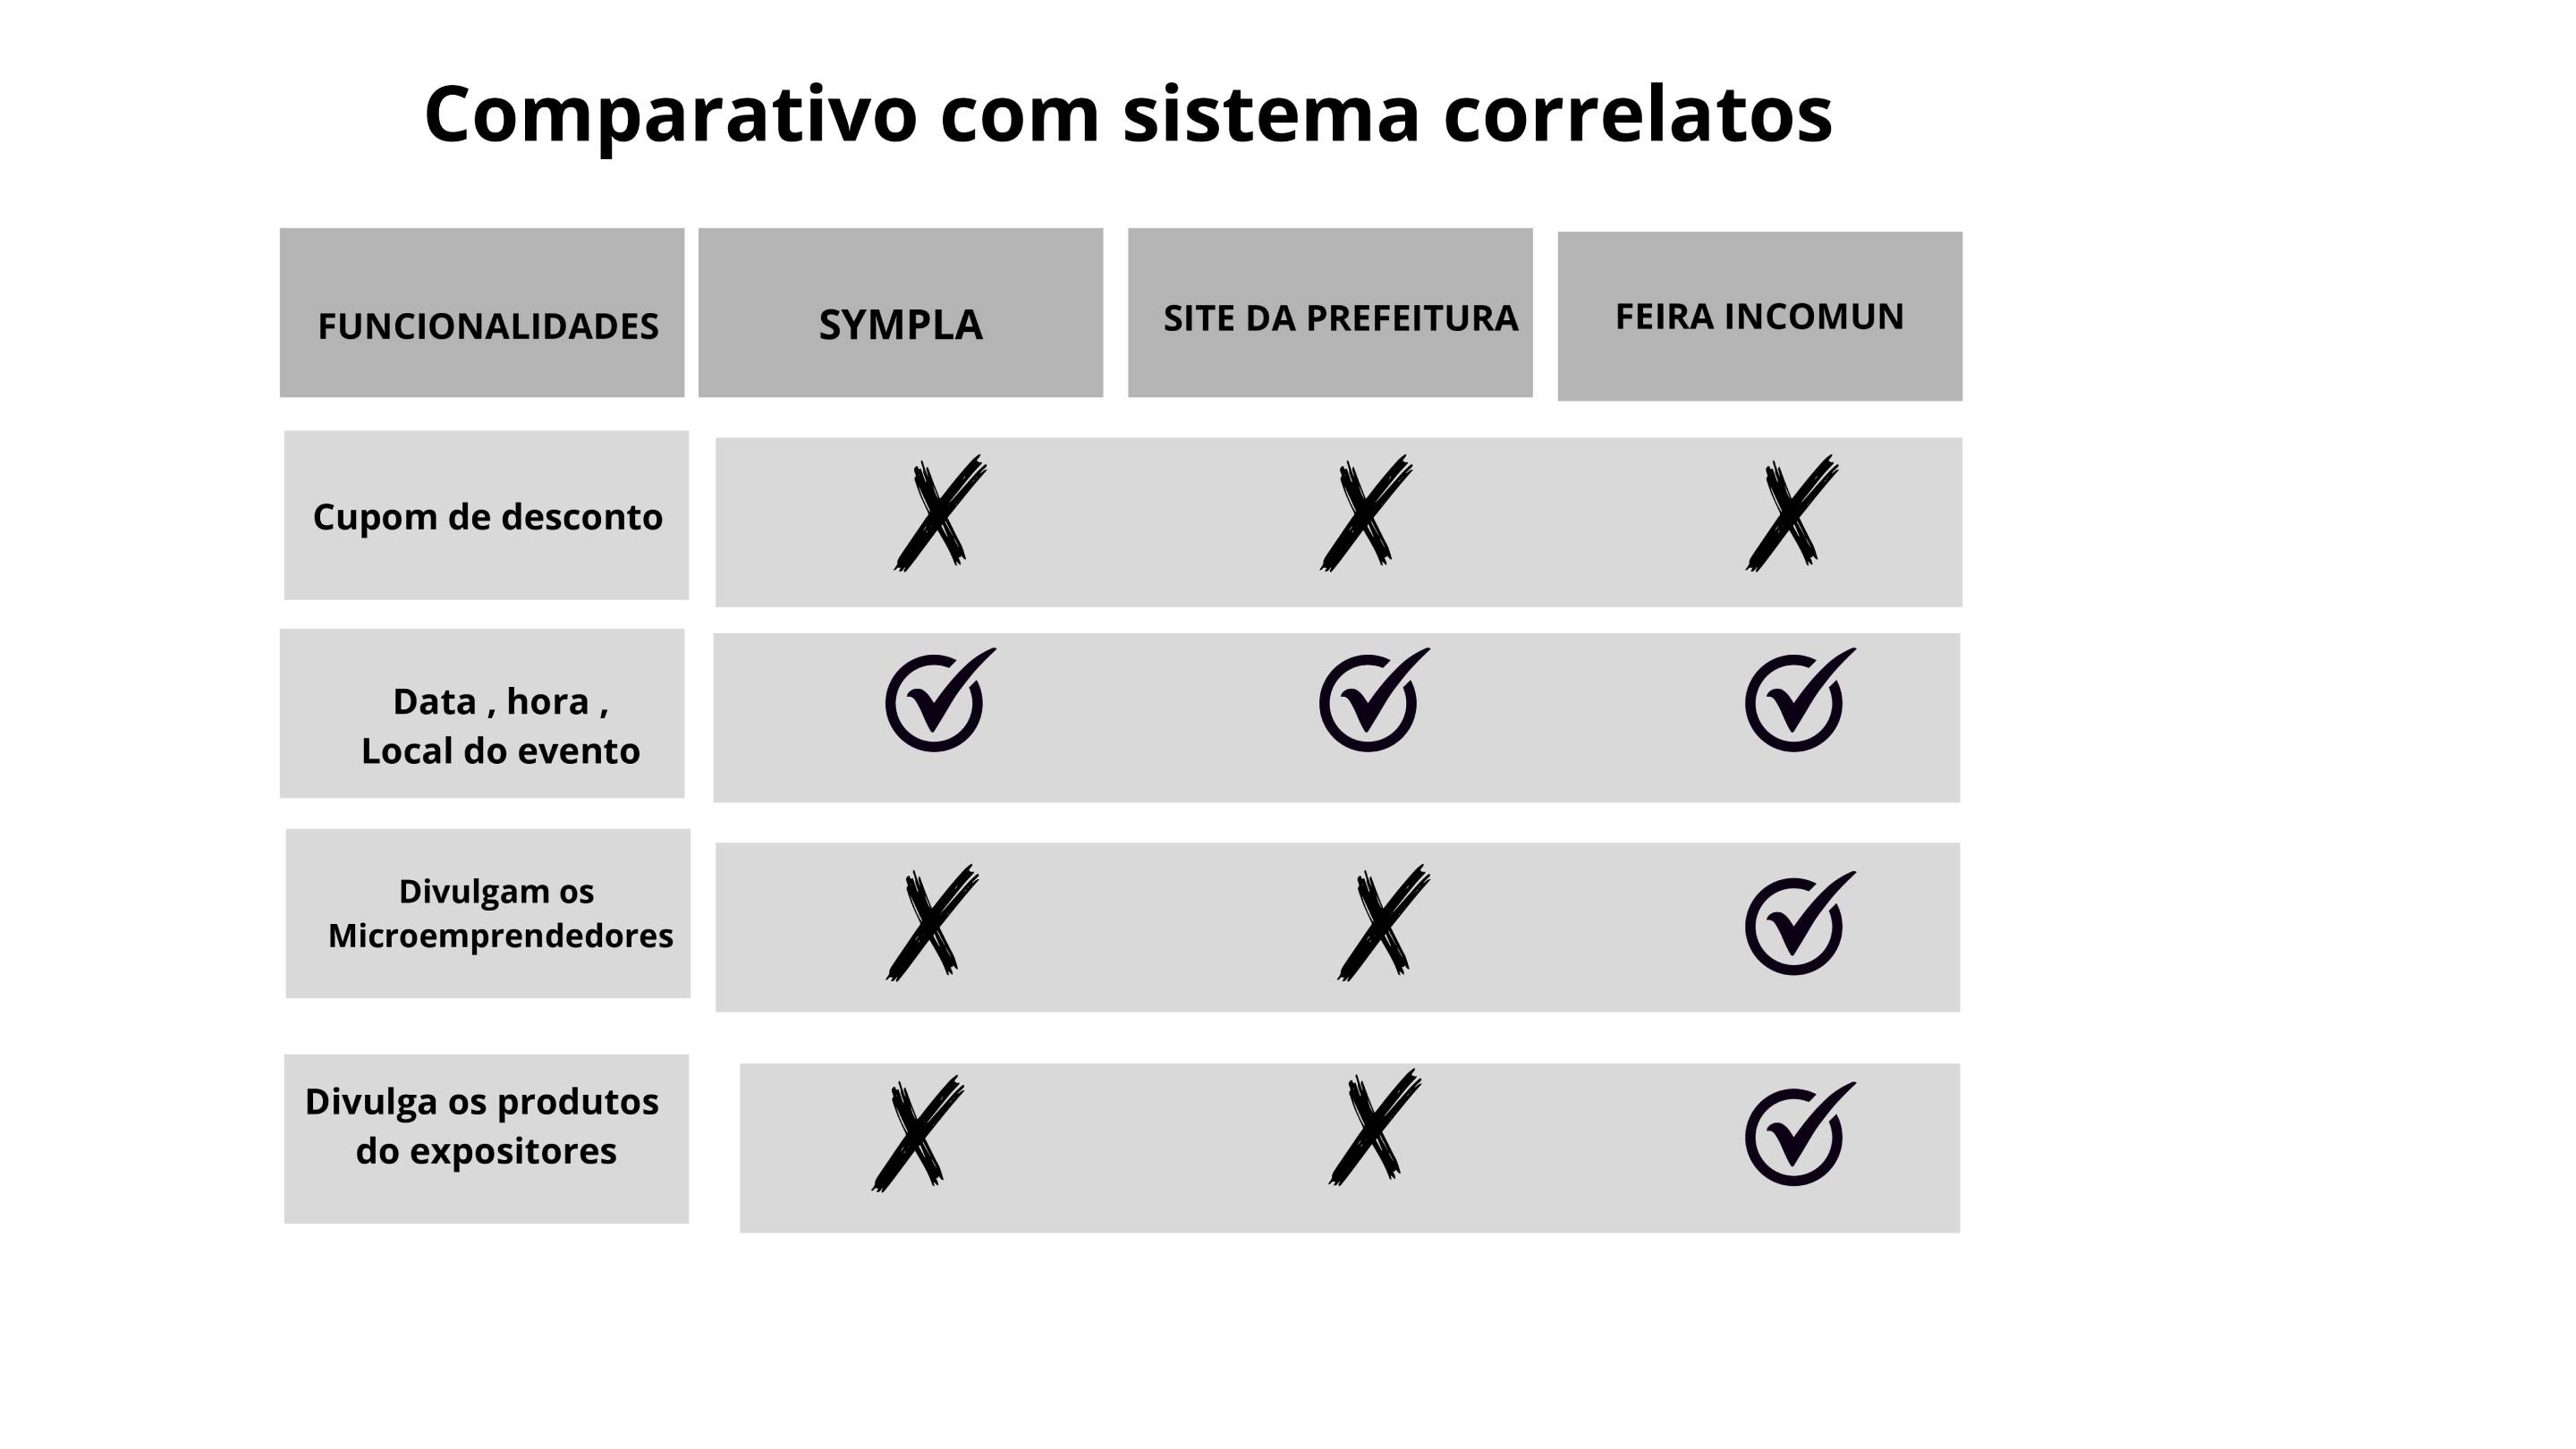 Comparativo com sistema correlatos
FUNCIONALIDADES
SYMPLA
SITE DA PREFEITURA
FEIRA INCOMUN
Cupom de desconto
Data , hora ,
Local do evento
Divulgam os
Microemprendedores
Divulga os produtos
do expositores